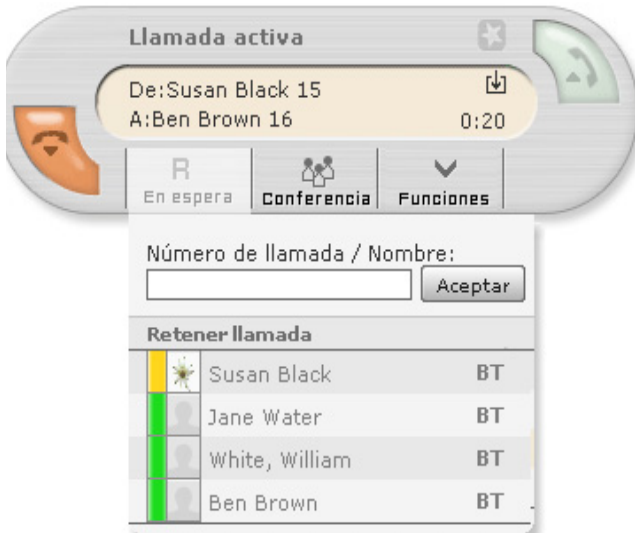 Llamada activa
De:Susan Black 15
A:Ben Brown 16
0:20
R
En espera
Conferencia
Funciones
Número de llamada / Nombre:
Aceptar
Retener llamada
Susan Black BT
Jane Water BT
White, William BT
Ben Brown BT